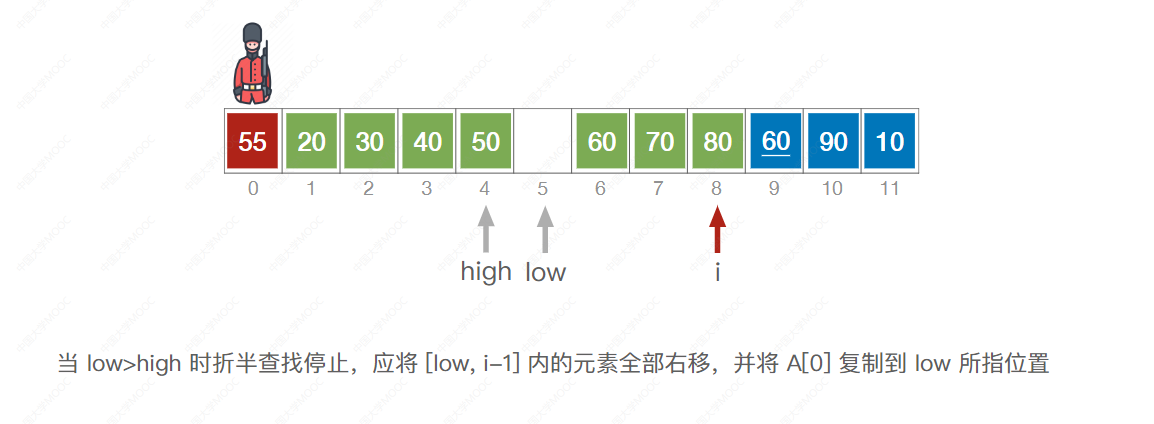 55 20 30 40 50 60 70 80 60 90 10
0 1 2 3 4 5 6 7 8 9 10 11
high low i
当 low>high 时折半查找停止，应将 [low, i-1] 内的元素全部右移，并将 A[0] 复制到 low 所指位置